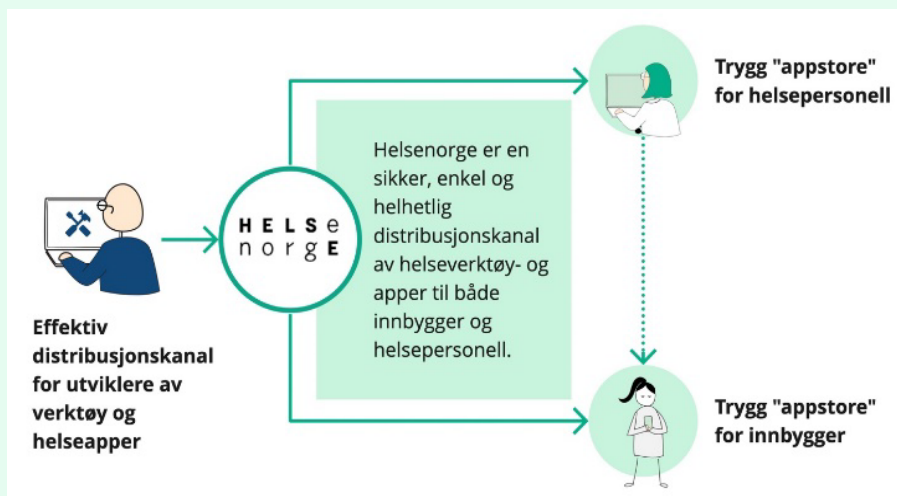 Effektiv
distribusjonskanal
for utviklere av
verktøy og
helseapper
HELSe
norgE
Helsenorge er en
sikker, enkel og
helhetlig
distribusjonskanal
av helseverktøy- og
apper til både
innbygger og
helsepersonell.
Trygg "appstore"
for helsepersonell
Trygg "appstore"
for innbygger